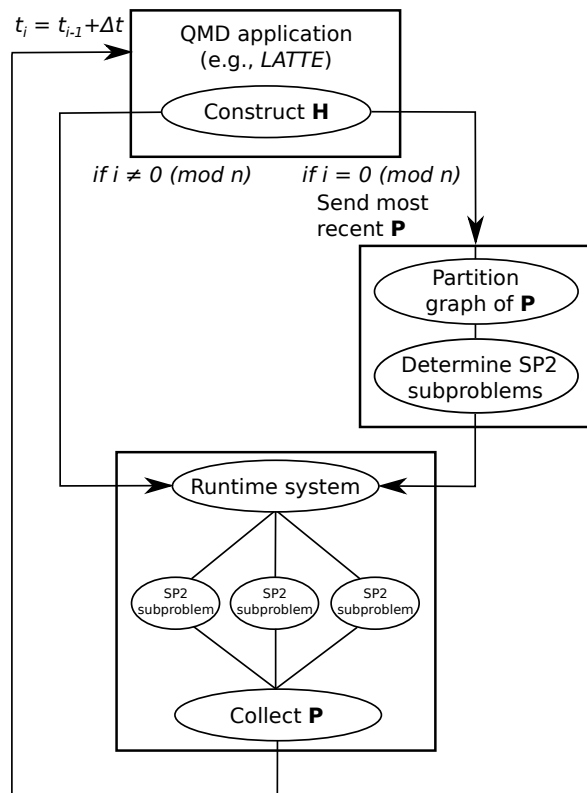 t_i = t_{i-1}+Δt
QMD application
(e.g., LATTE)
Construct H
if i ≠ 0 (mod n)
if i = 0 (mod n)
Send most
recent P
Partition
graph of P
Determine SP2
subproblems
Runtime system
SP2
subproblem
SP2
subproblem
SP2
subproblem
Collect P